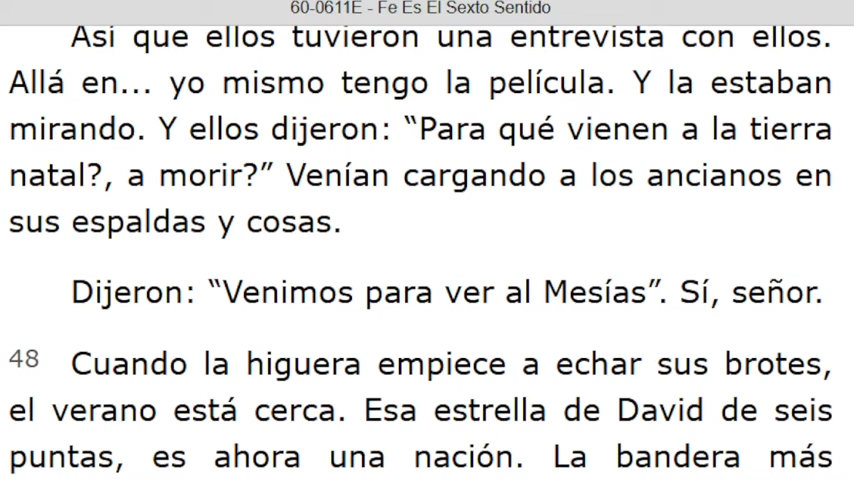 60-0611E - Fe Es El Sexto Sentido
Así que ellos tuvieron una entrevista con ellos.
Allá en... yo mismo tengo la película. Y la estaban
mirando. Y ellos dijeron: “Para qué vienen a la tierra
natal?, a morir?” Venían cargando a los ancianos en
sus espaldas y cosas.
Dijeron: “Venimos para ver al Mesías”. Sí, señor.
48 Cuando la higuera empiece a echar sus brotes,
el verano está cerca. Esa estrella de David de seis
puntas, es ahora una nación. La bandera más